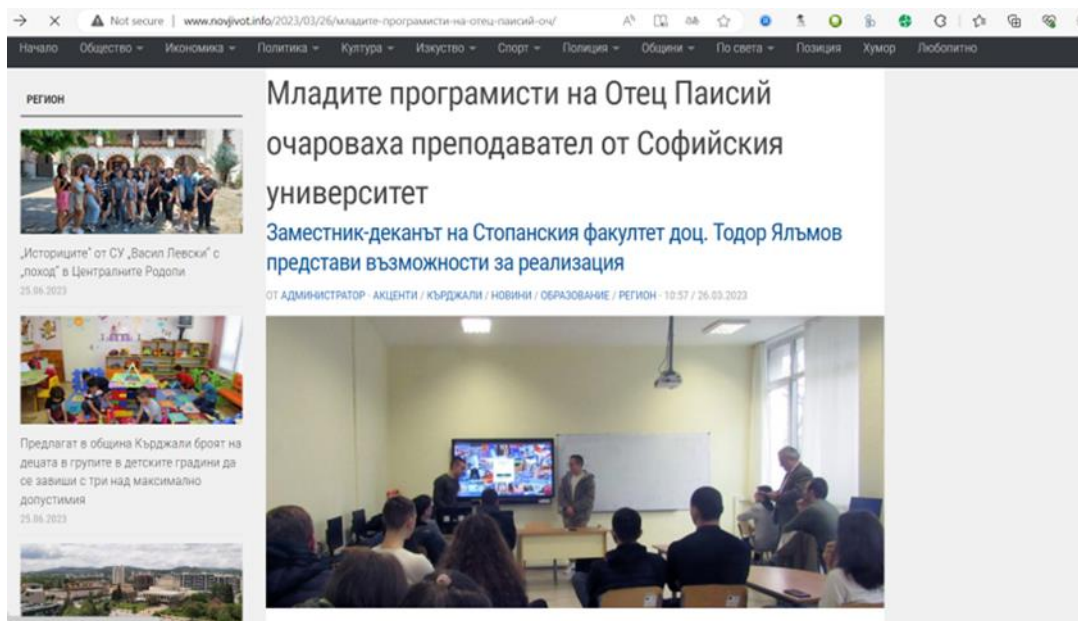 Not secure | www.novjivot.info/2023/03/26/младите-програмисти-на-отец-паисий-оч/
Начало Общество Икономика Политика Култура Изкуство Спорт Полиция Общини По света Позиция Хумор Любопитно
РЕГИОН
„Историците" от СУ „Васил Левски" с
„поход" в Централните Родопи
25.06.2023
Предлагат в община Кърджали броят на
децата в групите в детските градини да
се завиши с три над максимално
допустимия
25.06.2023
Младите програмисти на Отец Паисий
очароваха преподавател от Софийския
университет
Заместник-деканът на Стопанския факултет доц. Тодор Ялъмов
представи възможности за реализация
ОТ АДМИНИСТРАТОР · АКЦЕНТИ / КЪРДЖАЛИ / НОВИНИ / ОБРАЗОВАНИЕ / РЕГИОН · 10:57 / 26.03.2023